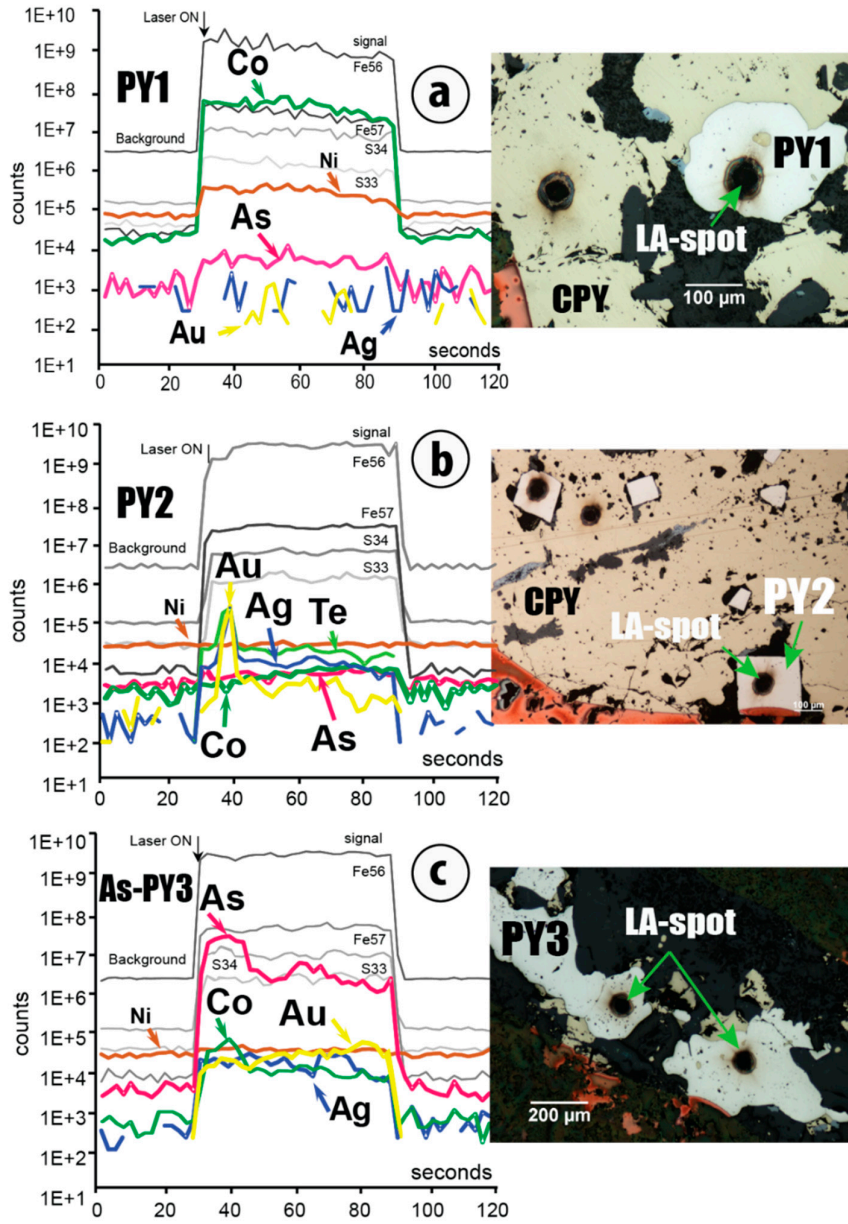 1E+10
1E+9
1E+8
1E+7
1E+6
1E+5
1E+4
1E+3
1E+2
1E+1
counts
Laser ON
PY1
Background
signal
Fe56
Co
Fe57
S34
Ni
S33
As
Au
Ag
seconds
0 20 40 60 80 100 120
a
PY1
LA-spot
CPY
100 µm
1E+10
1E+9
1E+8
1E+7
1E+6
1E+5
1E+4
1E+3
1E+2
1E+1
counts
Laser ON
PY2
Background
signal
Fe56
Fe57
S34
Au
S33
Ni
Ag
Te
Co
As
seconds
0 20 40 60 80 100 120
b
CPY
PY2
LA-spot
100 µm
1E+10
1E+9
1E+8
1E+7
1E+6
1E+5
1E+4
1E+3
1E+2
1E+1
counts
Laser ON
As-PY3
Background
signal
Fe56
As
Fe57
S34
S33
Ni
Co
Au
Ag
seconds
0 20 40 60 80 100 120
c
LA-spot
PY3
200 µm